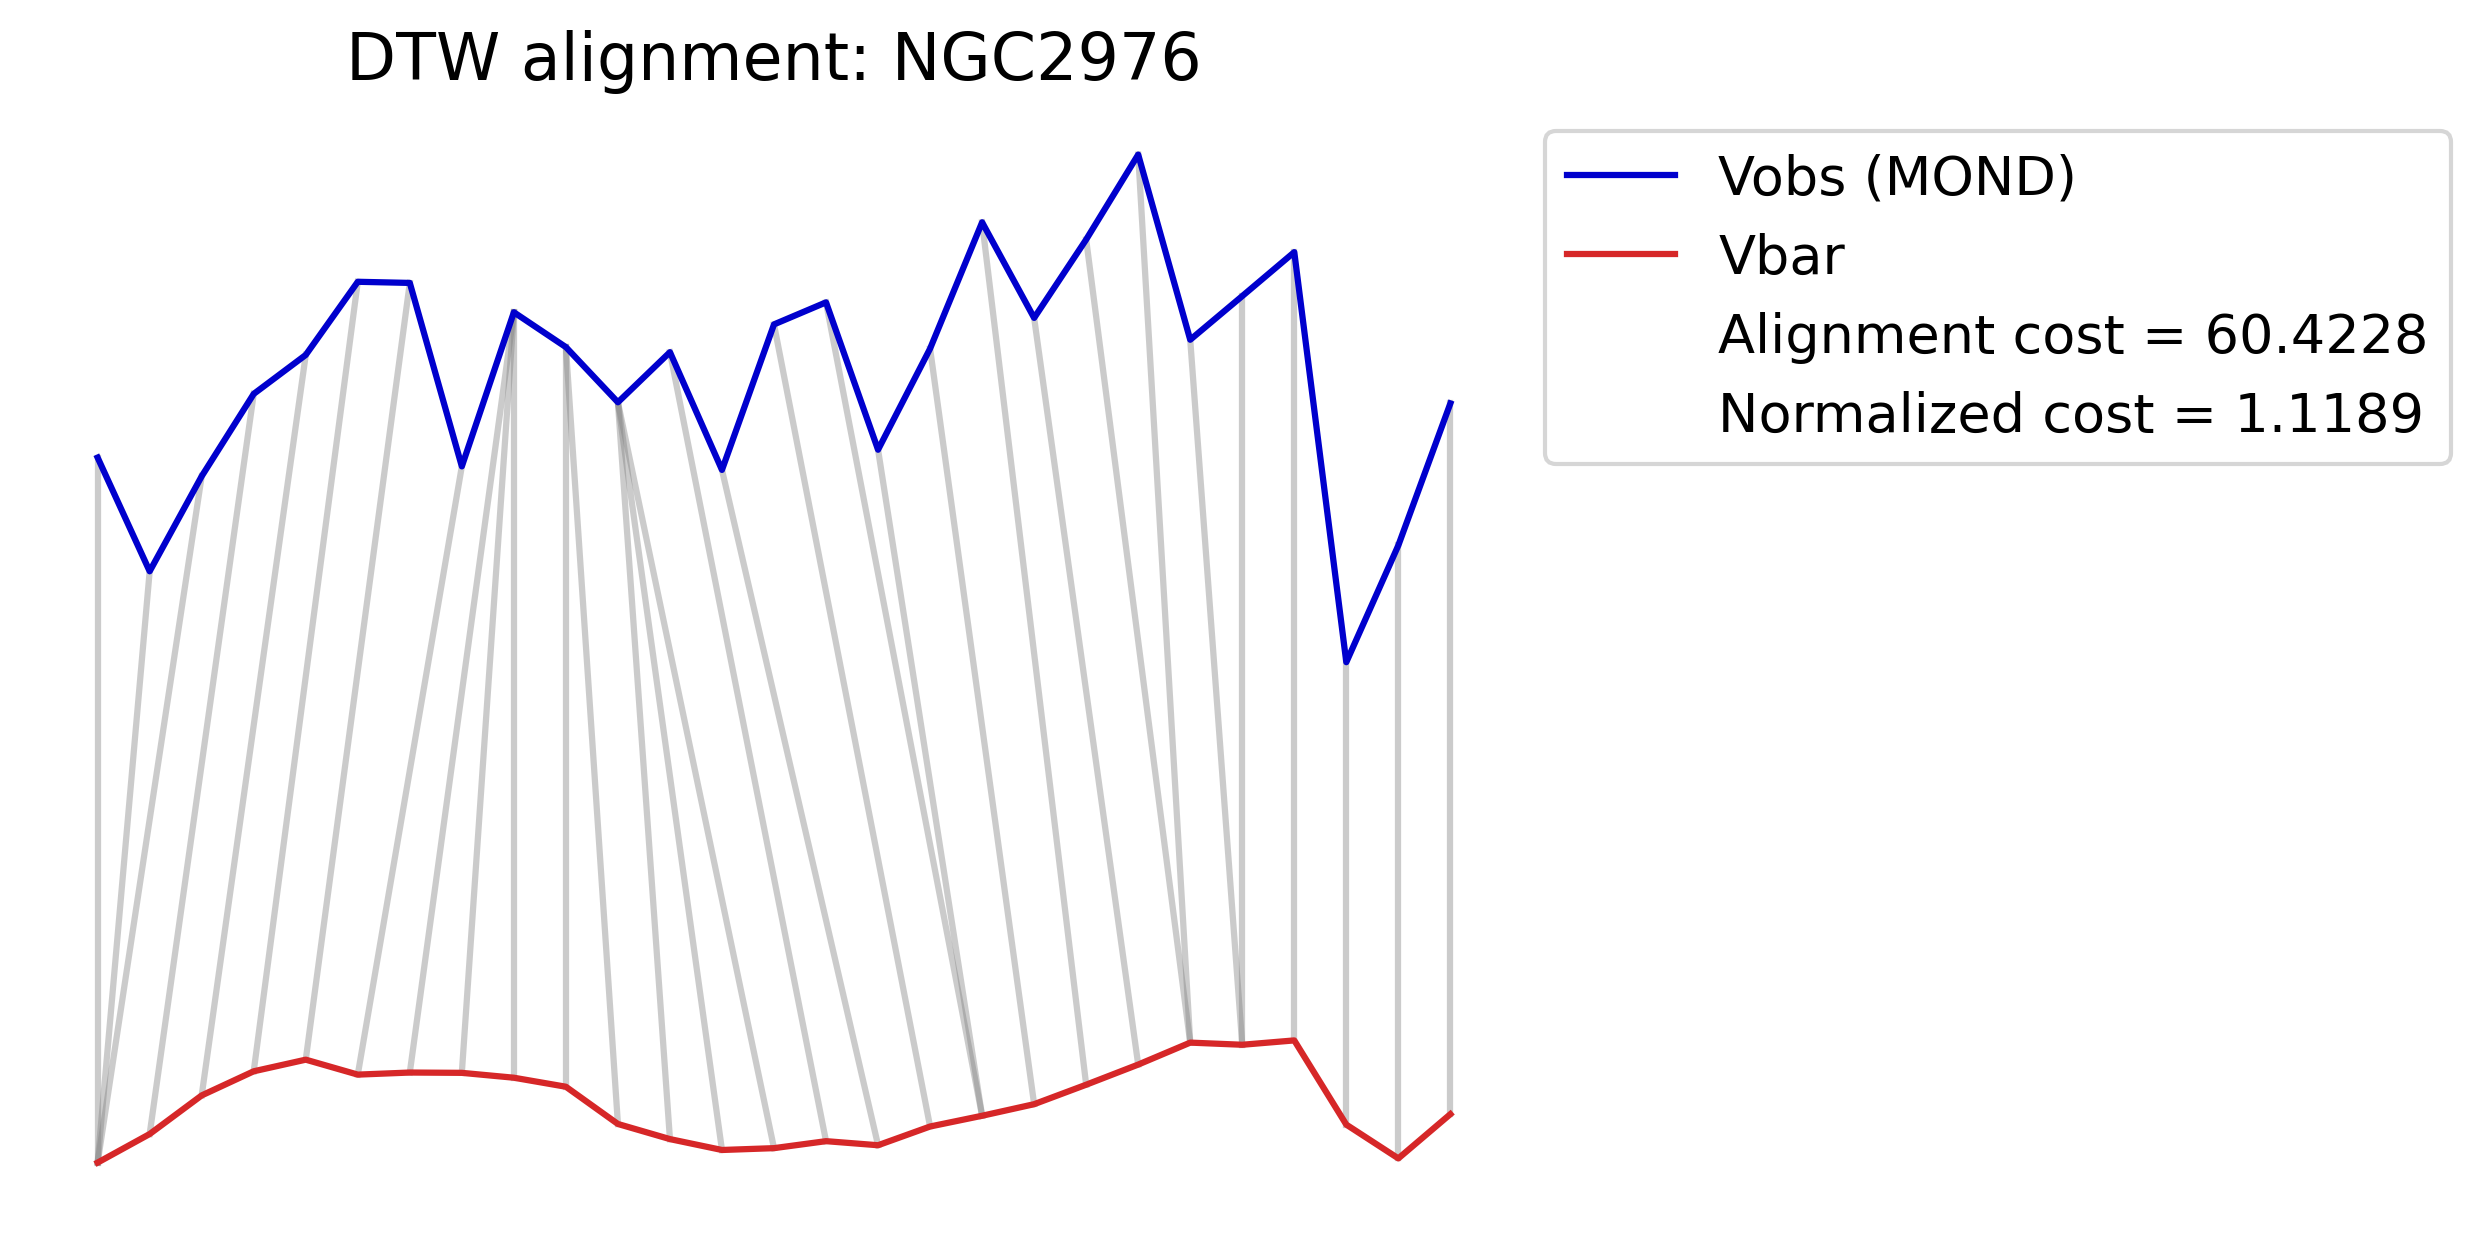 DTW alignment: NGC2976
Vobs (MOND)
Vbar
Alignment cost = 60.4228
Normalized cost = 1.1189